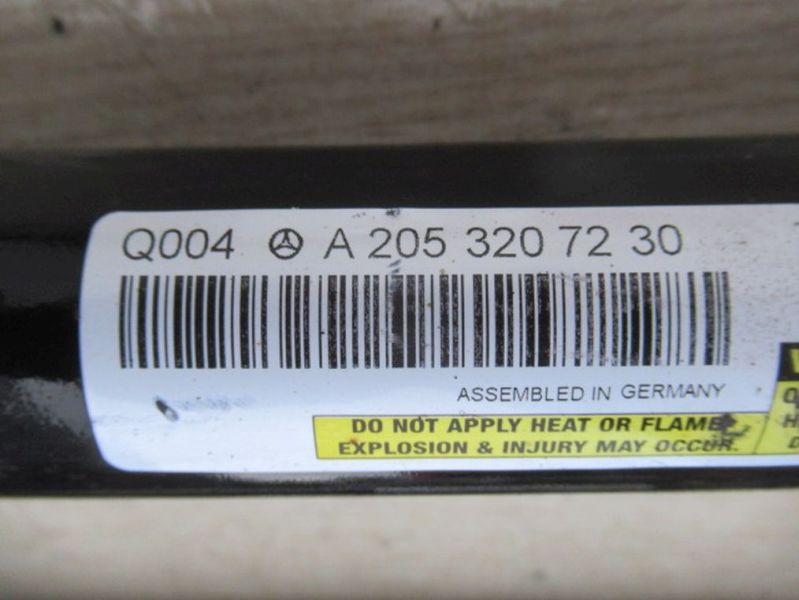 Q004 A 205 320 72 30
ASSEMBLED IN GERMANY
DO NOT APPLY HEAT OR FLAME
EXPLOSION & INJURY MAY OCCUR.